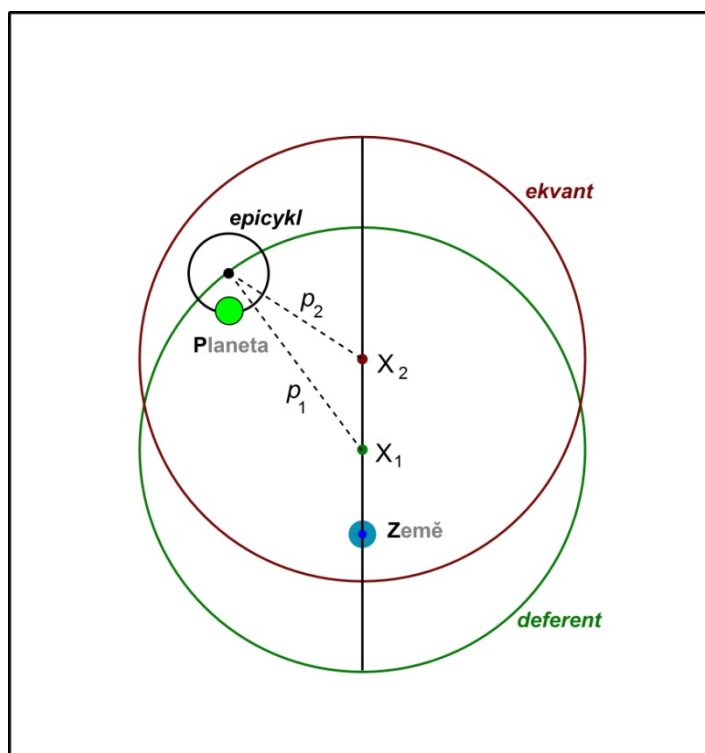 ekvant
epicykl
p2
Planeta
X2
p1
X1
Země
deferent